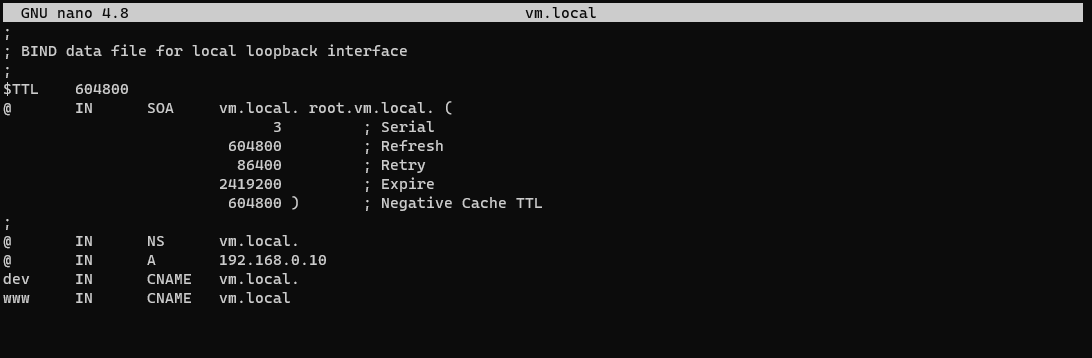 GNU nano 4.8 vm.local
;
; BIND data file for local loopback interface
;
$TTL 604800
@ IN SOA vm.local. root.vm.local. (
3 ; Serial
604800 ; Refresh
86400 ; Retry
2419200 ; Expire
604800 ) ; Negative Cache TTL
;
@ IN NS vm.local.
@ IN A 192.168.0.10
dev IN CNAME vm.local.
www IN CNAME vm.local